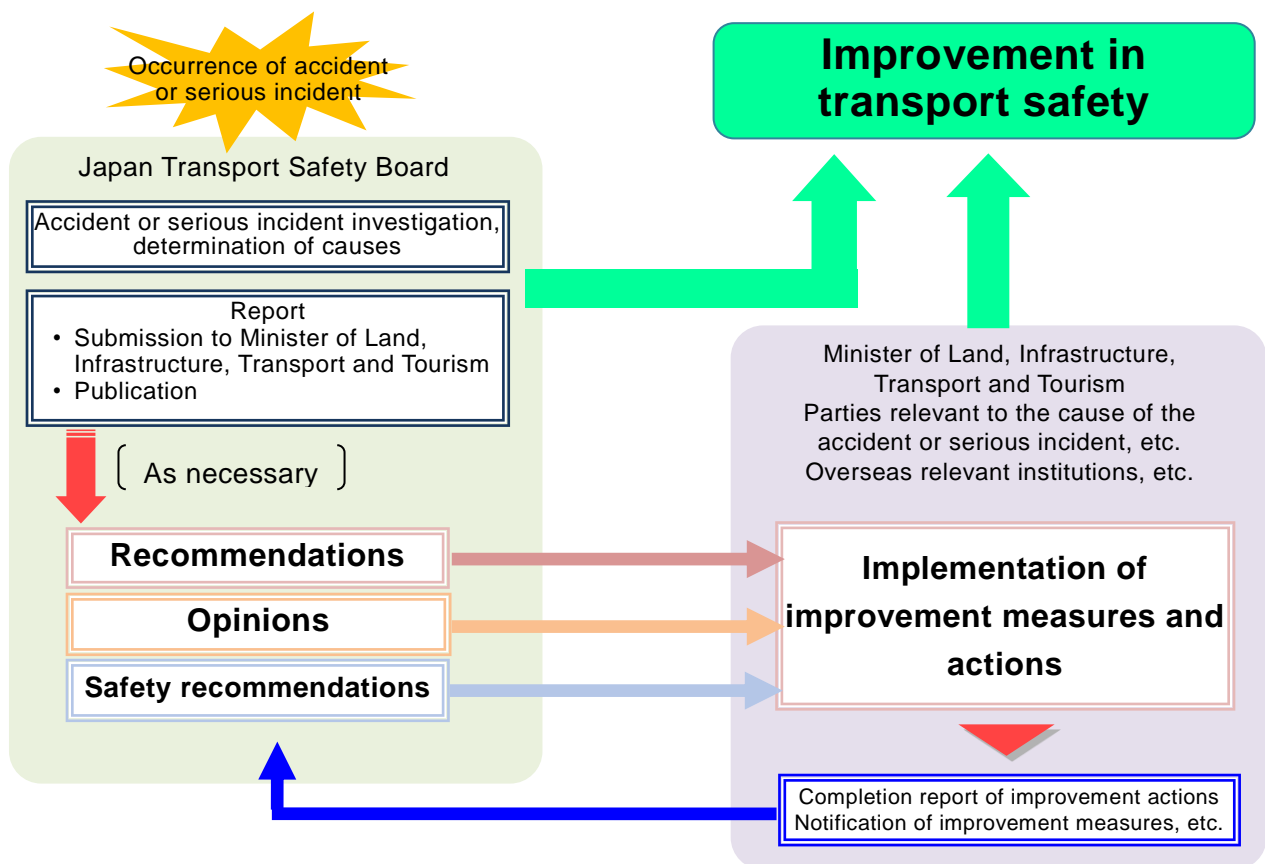 Occurrence of accident
or serious incident
Improvement in
transport safety
Japan Transport Safety Board
Accident or serious incident investigation,
determination of causes
Report
• Submission to Minister of Land,
Infrastructure, Transport and Tourism
• Publication
As necessary
Recommendations
Opinions
Safety recommendations
Minister of Land, Infrastructure,
Transport and Tourism
Parties relevant to the cause of the
accident or serious incident, etc.
Overseas relevant institutions, etc.
Implementation of
improvement measures and
actions
Completion report of improvement actions
Notification of improvement measures, etc.